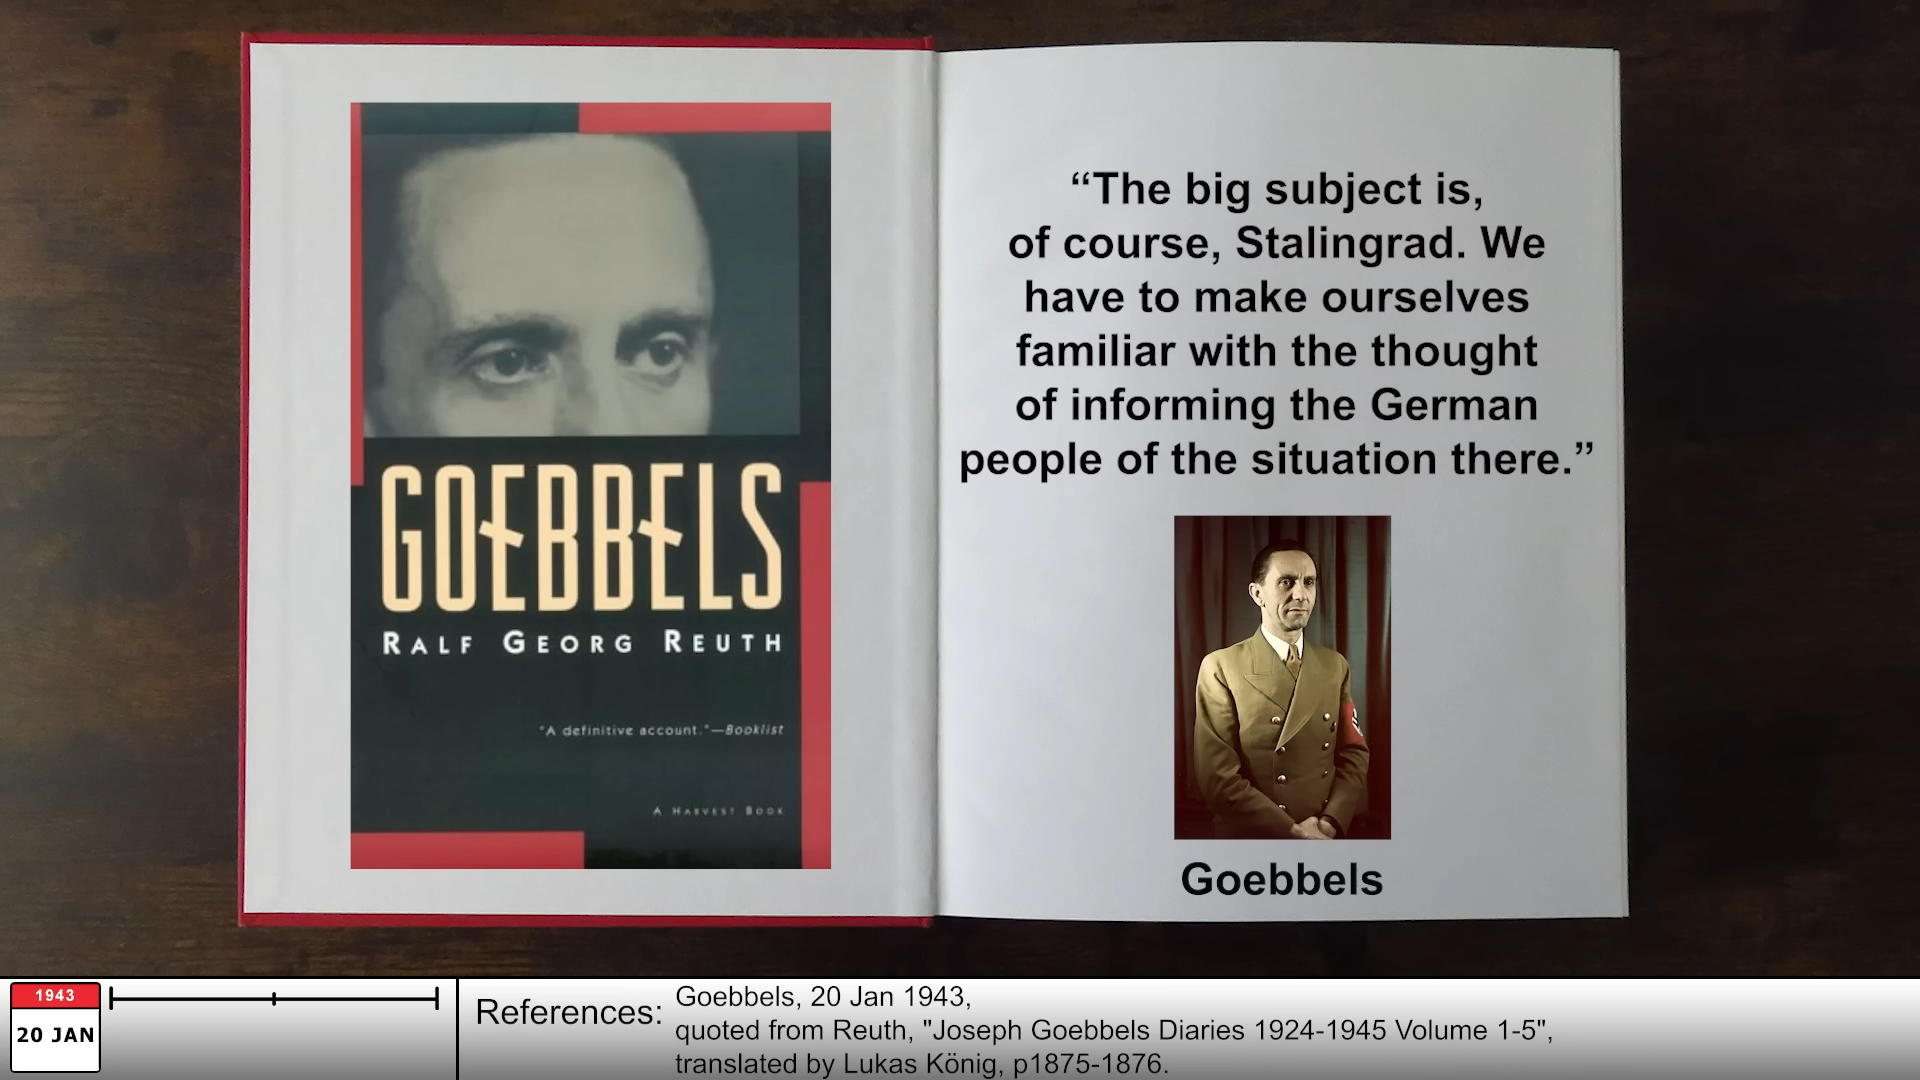 GOEBBELS
RALF GEORG REUTH
"A definitive account."—Booklist
A HARVEST BOOK
“The big subject is,
of course, Stalingrad. We
have to make ourselves
familiar with the thought
of informing the German
people of the situation there.”
Goebbels
1943
20 JAN
References:
Goebbels, 20 Jan 1943,
quoted from Reuth, "Joseph Goebbels Diaries 1924-1945 Volume 1-5",
translated by Lukas König, p1875-1876.